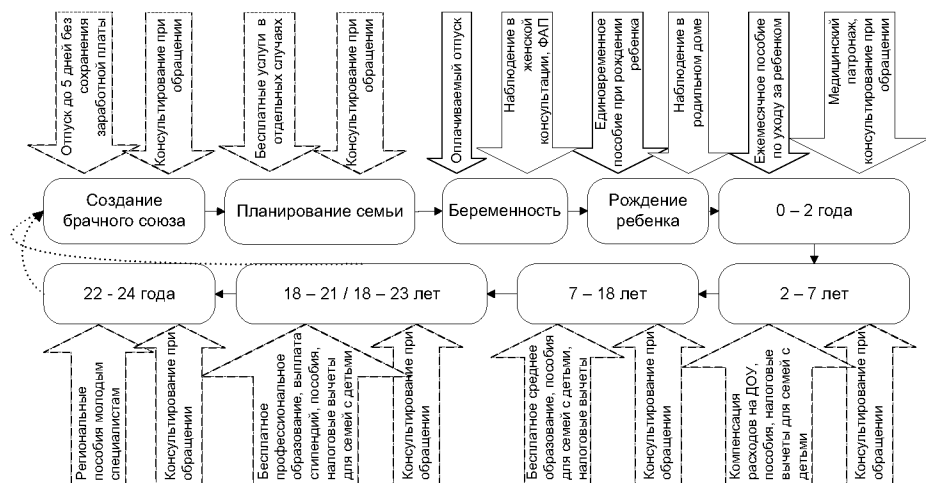 Отпуск до 5 дней без
сохранения
заработной платы
Консультирование при
обращении
Бесплатные услуги в
отдельных случаях
Консультирование при
обращении
Оплачиваемый отпуск
Наблюдение в
женской
консультации, ФАП
Единовременное
пособие при рождении
ребенка
Наблюдение в
родильном доме
Ежемесячное пособие
по уходу за ребенком
Медицинский
патронаж,
консультирование при
обращении
Создание
брачного союза
Планирование семьи
Беременность
Рождение
ребенка
0 – 2 года
22 - 24 года
18 – 21 / 18 – 23 лет
7 – 18 лет
2 – 7 лет
Региональные
пособия молодым
специалистам
Консультирование при
обращении
Бесплатное
профессиональное
образование, выплата
стипендий, пособия,
налоговые вычеты
для семей с детьми
Консультирование при
обращении
Бесплатное среднее
образование, пособия
для семей с детьми,
налоговые вычеты
Консультирование при
обращении
Компенсация
расходов на ДОУ,
пособия, налоговые
вычеты для семей с
детьми
Консультирование при
обращении